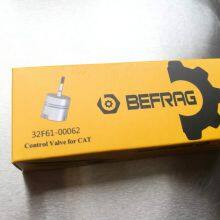 BEFRAG
32F61-00062
Control Valve for CAT